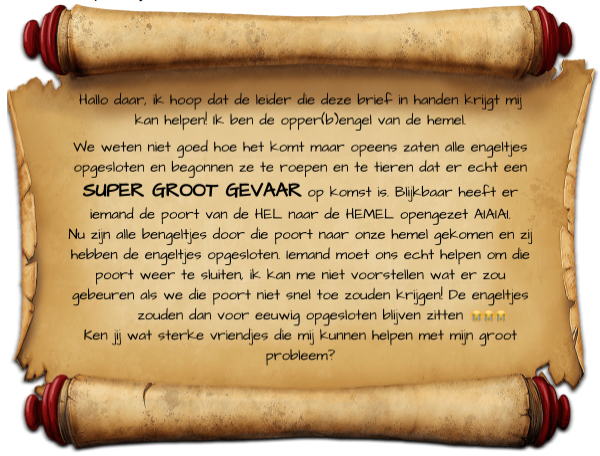 Hallo daar, ik hoop dat de leider die deze brief in handen krijgt mij
kan helpen! Ik ben de opper(b)engel van de hemel.
We weten niet goed hoe het komt maar opeens zaten alle engeltjes
opgesloten en begonnen ze te roepen en te tieren dat er echt een
SUPER GROOT GEVAAR op komst is. Blijkbaar heeft er
iemand de poort van de HEL naar de HEMEL opengezet AIAIAI.
Nu zijn alle bengeltjes door die poort naar onze hemel gekomen en zij
hebben de engeltjes opgesloten. Iemand moet ons echt helpen om die
poort weer te sluiten, ik kan me niet voorstellen wat er zou
gebeuren als we die poort niet snel toe zouden krijgen! De engeltjes
zouden dan voor eeuwig opgesloten blijven zitten 😭😭😭
Ken jij wat sterke vriendjes die mij kunnen helpen met mijn groot
probleem?